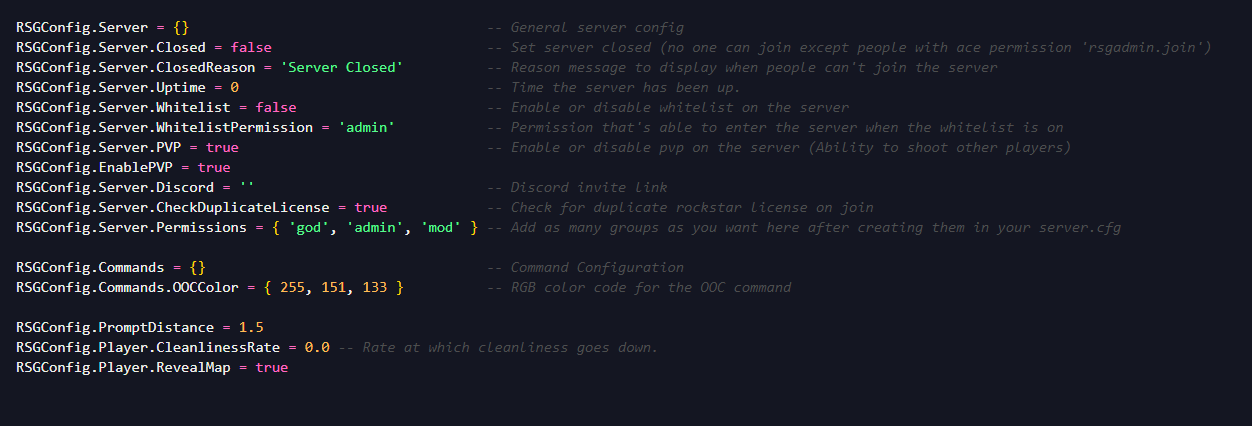 RSGConfig.Server = {} -- General server config
RSGConfig.Server.Closed = false -- Set server closed (no one can join except people with ace permission 'rsgadmin.join')
RSGConfig.Server.ClosedReason = 'Server Closed' -- Reason message to display when people can't join the server
RSGConfig.Server.Uptime = 0 -- Time the server has been up.
RSGConfig.Server.Whitelist = false -- Enable or disable whitelist on the server
RSGConfig.Server.WhitelistPermission = 'admin' -- Permission that's able to enter the server when the whitelist is on
RSGConfig.Server.PVP = true -- Enable or disable pvp on the server (Ability to shoot other players)
RSGConfig.EnablePVP = true
RSGConfig.Server.Discord = '' -- Discord invite link
RSGConfig.Server.CheckDuplicateLicense = true -- Check for duplicate rockstar license on join
RSGConfig.Server.Permissions = { 'god', 'admin', 'mod' } -- Add as many groups as you want here after creating them in your server.cfg
RSGConfig.Commands = {} -- Command Configuration
RSGConfig.Commands.OOCColor = { 255, 151, 133 } -- RGB color code for the OOC command
RSGConfig.PromptDistance = 1.5
RSGConfig.Player.CleanlinessRate = 0.0 -- Rate at which cleanliness goes down.
RSGConfig.Player.RevealMap = true